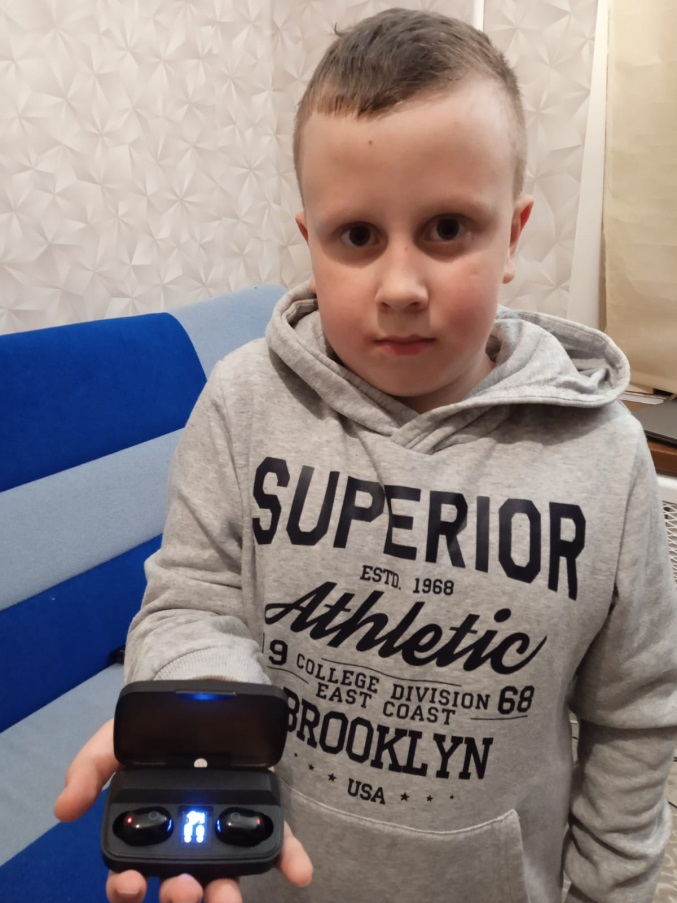 SUPERIOR
ESTD. 1968
Athletic
19 COLLEGE DIVISION 68
EAST COAST
BROOKLYN
USA